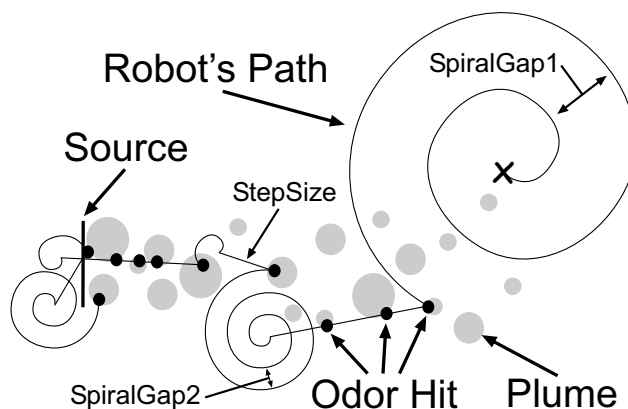 Robot's Path
SpiralGap1
Source
StepSize
SpiralGap2
Odor Hit
Plume